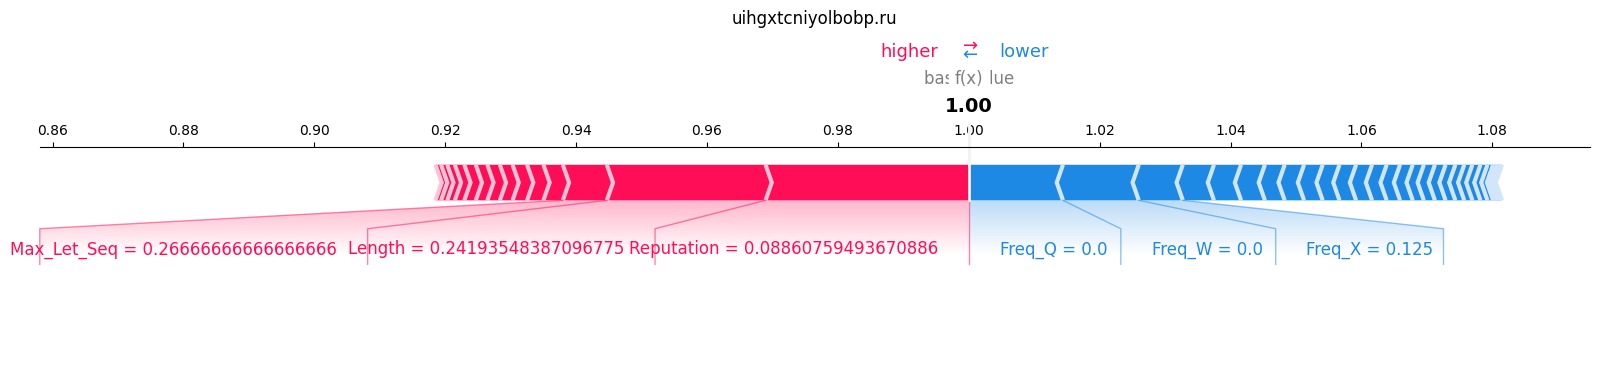 uihgxtcniyolbobp.ru
higher → ← lower
f(x)
1.00
0.86 0.88 0.90 0.92 0.94 0.96 0.98 1.00 1.02 1.04 1.06 1.08
Max_Let_Seq = 0.26666666666666666 Length = 0.24193548387096775 Reputation = 0.08860759493670886 Freq_Q = 0.0 Freq_W = 0.0 Freq_X = 0.125